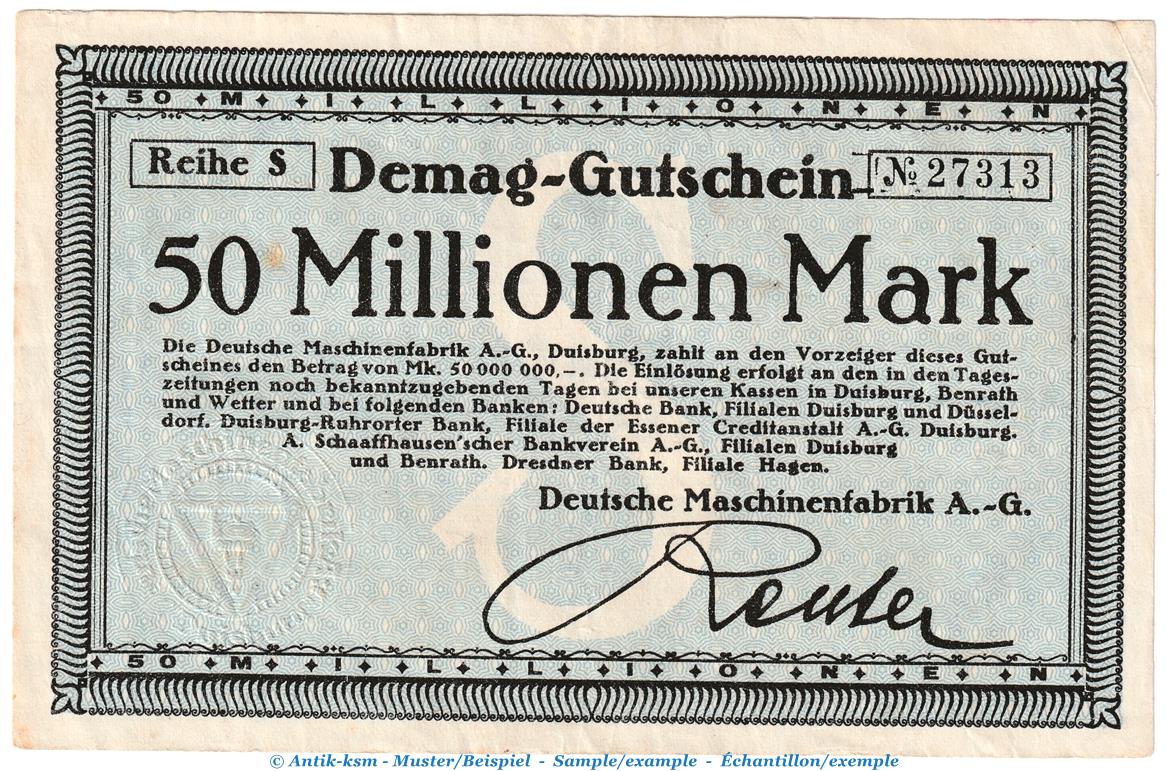 50 MILLIONEN
Reihe S
Demag-Gutschein
№ 27313
50 Millionen Mark
Die Deutsche Maschinenfabrik A.-G., Duisburg, zahlt an den Vorzeiger dieses Gut-
scheines den Betrag von Mk. 50 000 000,–. Die Einlösung erfolgt an den in den Tages-
zeitungen noch bekanntzugebenden Tagen bei unseren Kassen in Duisburg, Benrath
und Wetter und bei folgenden Banken: Deutsche Bank, Filialen Duisburg und Düssel-
dorf. Duisburg-Ruhrorter Bank, Filiale der Essener Creditanstalt A.-G. Duisburg.
A. Schaaffhausen'scher Bankverein A.-G., Filialen Duisburg
und Benrath. Dresdner Bank, Filiale Hagen.
Deutsche Maschinenfabrik A.-G.
Reuter
50 MILLIONEN
© Antik-ksm - Muster/Beispiel - Sample/example - Échantillon/exemple